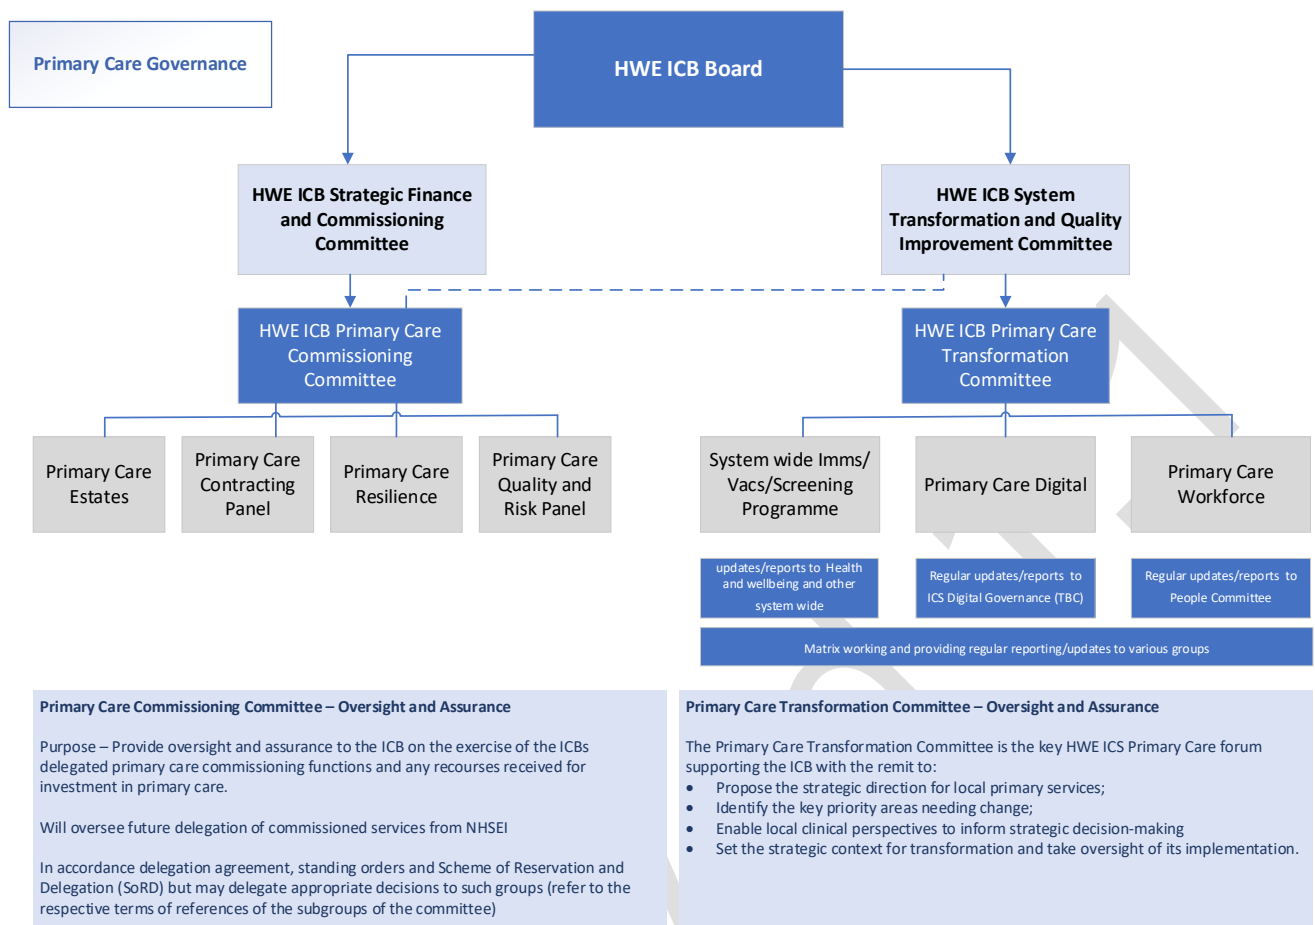 Primary Care Governance
HWE ICB Board
HWE ICB Strategic Finance
and Commissioning
Committee
HWE ICB System
Transformation and Quality
Improvement Committee
HWE ICB Primary Care
Commissioning
Committee
HWE ICB Primary Care
Transformation
Committee
Primary Care
Estates
Primary Care
Contracting
Panel
Primary Care
Resilience
Primary Care
Quality and
Risk Panel
System wide Imms/
Vacs/Screening
Programme
Primary Care Digital
Primary Care
Workforce
updates/reports to Health
and wellbeing and other
system wide
Regular updates/reports to
ICS Digital Governance (TBC)
Regular updates/reports to
People Committee
Matrix working and providing regular reporting/updates to various groups
Primary Care Commissioning Committee – Oversight and Assurance
Purpose – Provide oversight and assurance to the ICB on the exercise of the ICBs
delegated primary care commissioning functions and any recourses received for
investment in primary care.
Will oversee future delegation of commissioned services from NHSEI
In accordance delegation agreement, standing orders and Scheme of Reservation and
Delegation (SoRD) but may delegate appropriate decisions to such groups (refer to the
respective terms of references of the subgroups of the committee)
Primary Care Transformation Committee – Oversight and Assurance
The Primary Care Transformation Committee is the key HWE ICS Primary Care forum
supporting the ICB with the remit to:
• Propose the strategic direction for local primary services;
• Identify the key priority areas needing change;
• Enable local clinical perspectives to inform strategic decision-making
• Set the strategic context for transformation and take oversight of its implementation.